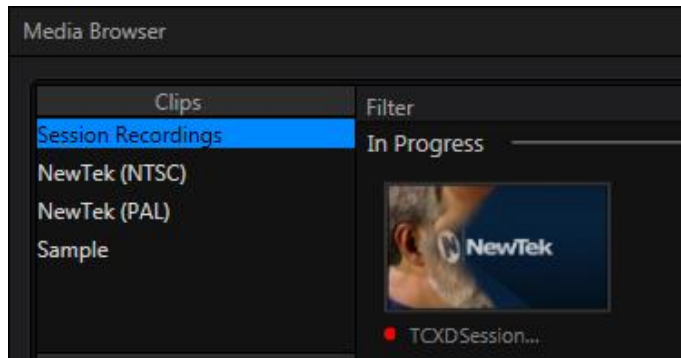 Media Browser
Clips
Session Recordings
NewTek (NTSC)
NewTek (PAL)
Sample
Filter
In Progress
NewTek
TCXDSession...